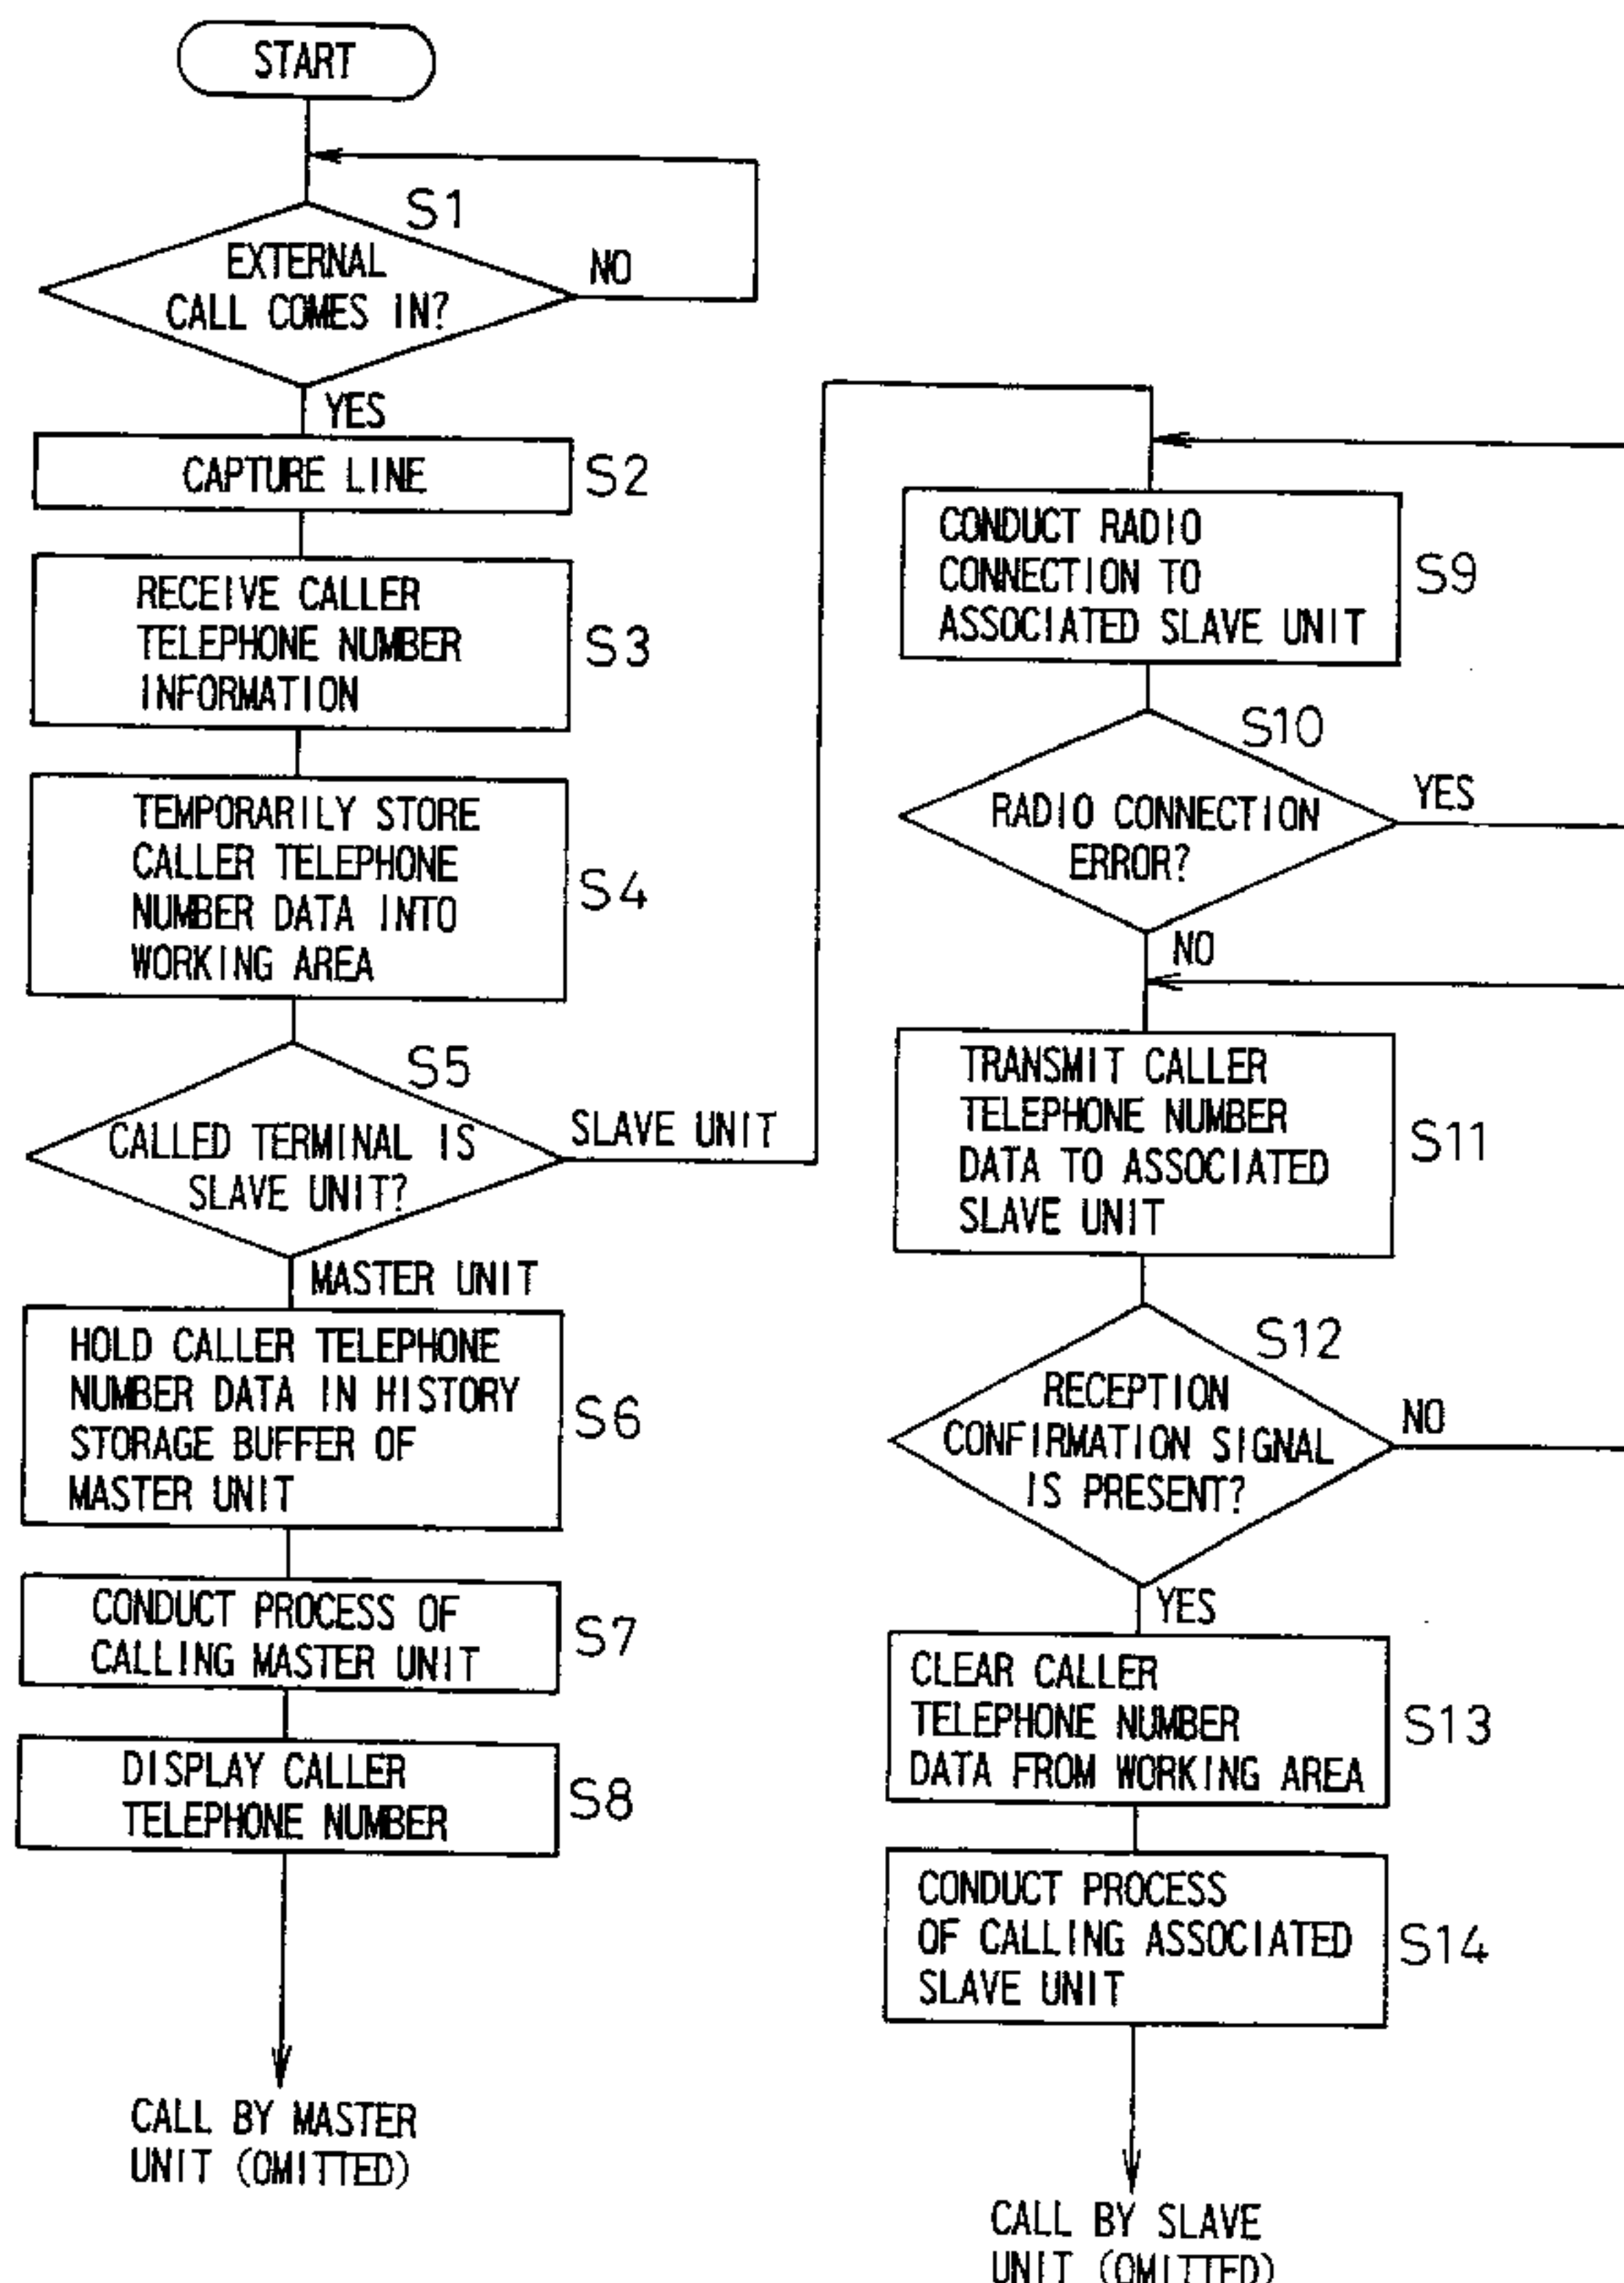 START
S1
EXTERNAL
CALL COMES IN?
NO
YES
CAPTURE LINE
S2
RECEIVE CALLER
TELEPHONE NUMBER
INFORMATION
S3
TEMPORARILY STORE
CALLER TELEPHONE
NUMBER DATA INTO
WORKING AREA
S4
S5
CALLED TERMINAL IS
SLAVE UNIT?
SLAVE UNIT
MASTER UNIT
HOLD CALLER TELEPHONE
NUMBER DATA IN HISTORY
STORAGE BUFFER OF
MASTER UNIT
S6
CONDUCT PROCESS OF
CALLING MASTER UNIT
S7
DISPLAY CALLER
TELEPHONE NUMBER
S8
CALL BY MASTER
UNIT (OMITTED)
CONDUCT RADIO
CONNECTION TO
ASSOCIATED SLAVE UNIT
S9
S10
RADIO CONNECTION
ERROR?
YES
NO
TRANSMIT CALLER
TELEPHONE NUMBER
DATA TO ASSOCIATED
SLAVE UNIT
S11
S12
RECEPTION
CONFIRMATION SIGNAL
IS PRESENT?
NO
YES
CLEAR CALLER
TELEPHONE NUMBER
DATA FROM WORKING AREA
S13
CONDUCT PROCESS
OF CALLING ASSOCIATED
SLAVE UNIT
S14
CALL BY SLAVE
UNIT (OMITTED)